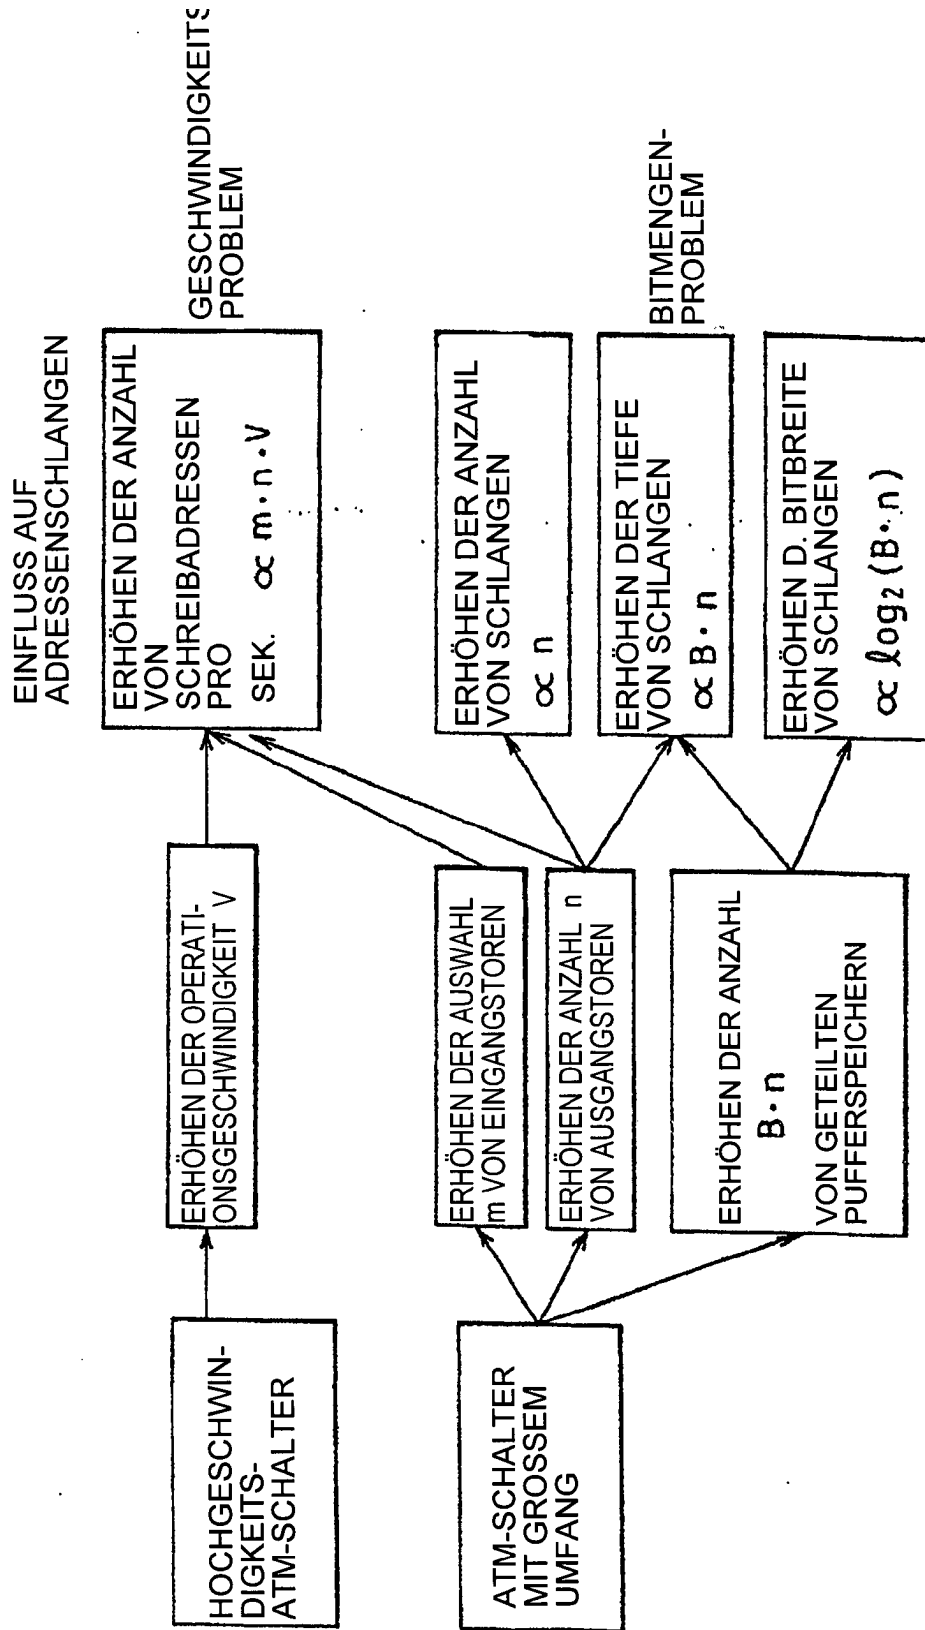 EINFLUSS AUF
ADRESSENSCHLANGEN
HOCHGESCHWIN-
DIGKEITS-
ATM-SCHALTER
ERHÖHEN DER OPERATI-
ONSGESCHWINDIGKEIT V
ERHÖHEN DER ANZAHL
VON
SCHREIBADRESSEN
PRO
SEK. ∝ m·n·V
GESCHWINDIGKEITS
PROBLEM
ATM-SCHALTER
MIT GROSSEM
UMFANG
ERHÖHEN DER AUSWAHL
m VON EINGANGSTOREN
ERHÖHEN DER ANZAHL n
VON AUSGANGSTOREN
ERHÖHEN DER ANZAHL
B·n
VON GETEILTEN
PUFFERSPEICHERN
ERHÖHEN DER ANZAHL
VON SCHLANGEN
∝ n
ERHÖHEN DER TIEFE
VON SCHLANGEN
∝ B·n
ERHÖHEN D. BITBREITE
VON SCHLANGEN
∝ log₂ (B·n)
BITMENGEN-
PROBLEM